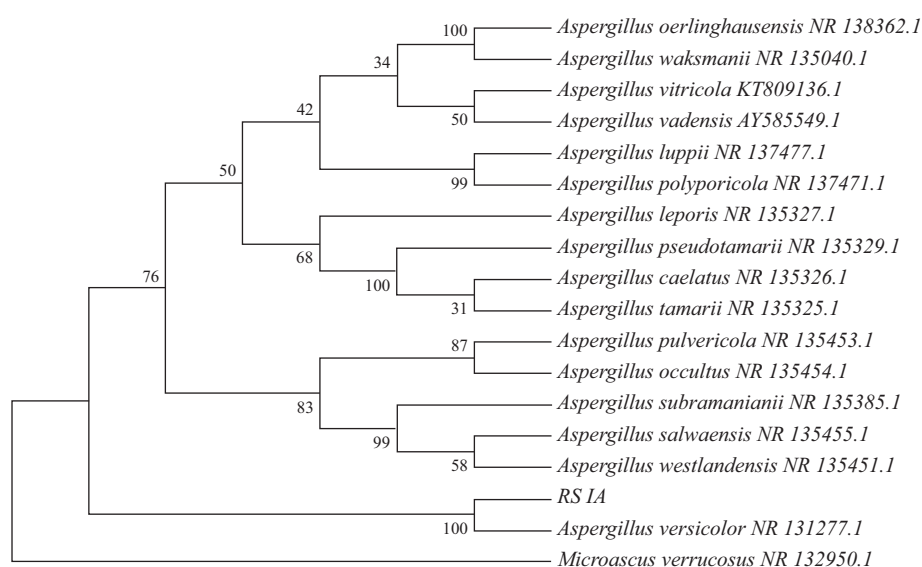 100
Aspergillus oerlinghausensis NR 138362.1
Aspergillus waksmanii NR 135040.1
34
Aspergillus vitricola KT809136.1
50
Aspergillus vadensis AY585549.1
42
Aspergillus luppii NR 137477.1
99
Aspergillus polyporicola NR 137471.1
50
Aspergillus leporis NR 135327.1
68
Aspergillus pseudotamarii NR 135329.1
76
100
Aspergillus caelatus NR 135326.1
31
Aspergillus tamarii NR 135325.1
87
Aspergillus pulvericola NR 135453.1
Aspergillus occultus NR 135454.1
83
Aspergillus subramanianii NR 135385.1
99
Aspergillus salwaensis NR 135455.1
58
Aspergillus westlandensis NR 135451.1
RS IA
100
Aspergillus versicolor NR 131277.1
Microascus verrucosus NR 132950.1